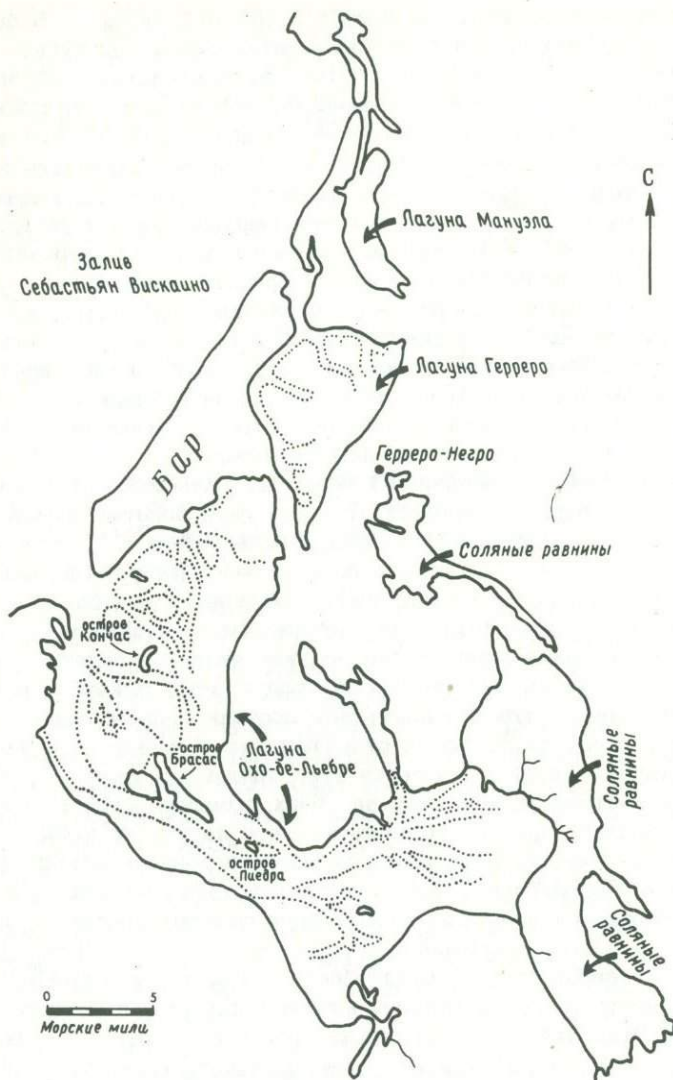 С
Лагуна Мануэла
Залив
Себастьян Вискаино
Лагуна Герреро
Бар
Герреро-Негро
Соляные равнины
остров
Кончас
остров
Брасас
Лагуна
Охо-де-Льебре
Соляные
равнины
остров
Пиедра
Соляные
равнины
0 5
Морские мили